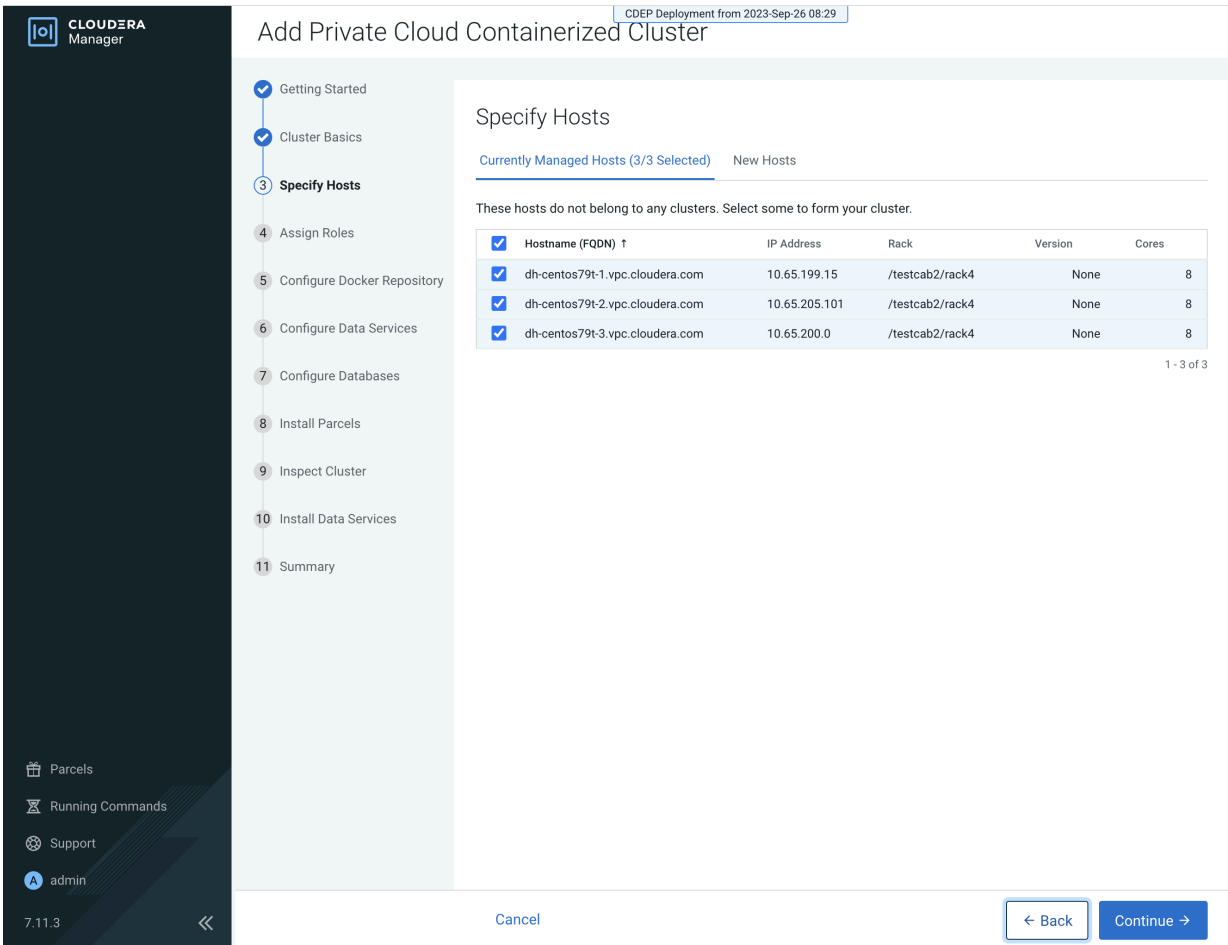 CLOUDERA
Manager
CDEP Deployment from 2023-Sep-26 08:29
Add Private Cloud Containerized Cluster
Getting Started
Cluster Basics
3 Specify Hosts
4 Assign Roles
5 Configure Docker Repository
6 Configure Data Services
7 Configure Databases
8 Install Parcels
9 Inspect Cluster
10 Install Data Services
11 Summary
Specify Hosts
Currently Managed Hosts (3/3 Selected) New Hosts
These hosts do not belong to any clusters. Select some to form your cluster.
Hostname (FQDN) ↑ IP Address Rack Version Cores
dh-centos79t-1.vpc.cloudera.com 10.65.199.15 /testcab2/rack4 None 8
dh-centos79t-2.vpc.cloudera.com 10.65.205.101 /testcab2/rack4 None 8
dh-centos79t-3.vpc.cloudera.com 10.65.200.0 /testcab2/rack4 None 8
1 - 3 of 3
Parcels
Running Commands
Support
A admin
7.11.3
Cancel
← Back
Continue →